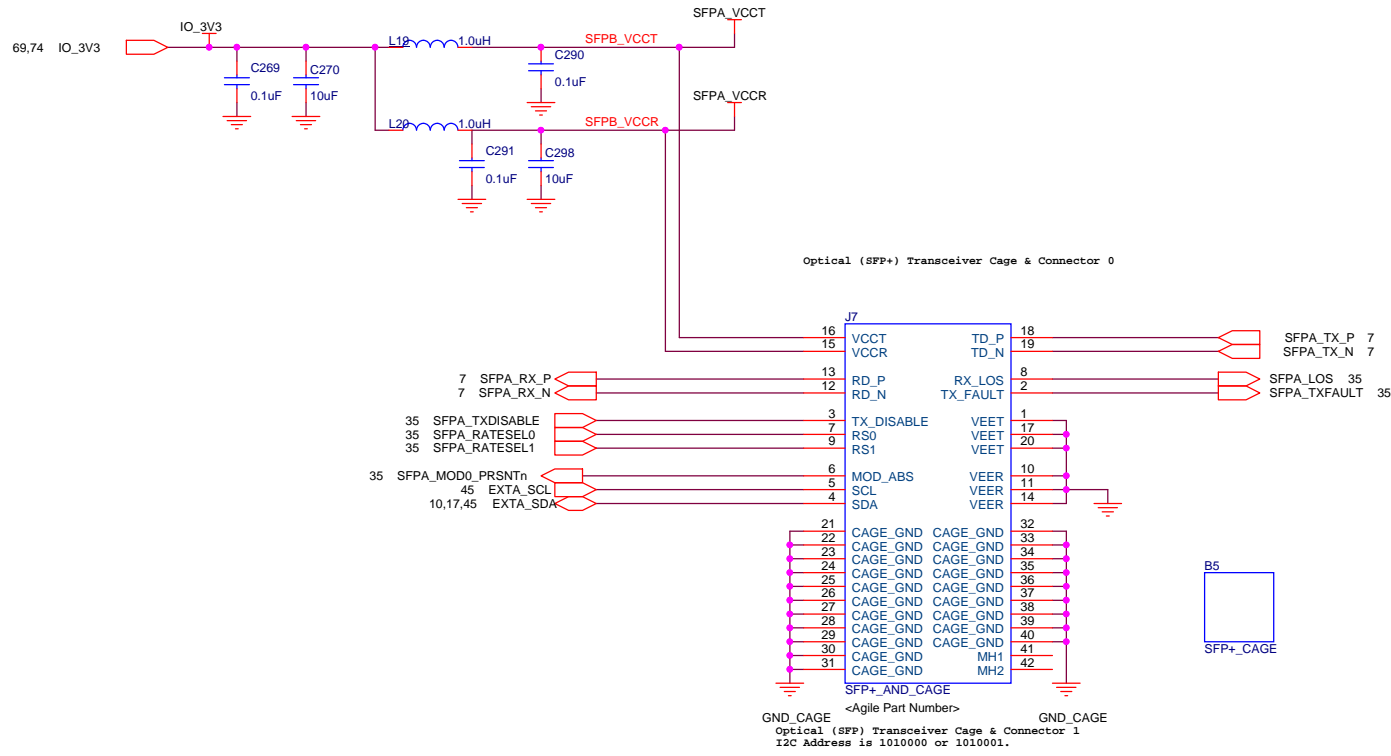 SFPA_VCCT
IO_3V3
69,74 IO_3V3
L19 1.0uH
SFPB_VCCT
C269
0.1uF
C270
10uF
C290
0.1uF
SFPA_VCCR
L20 1.0uH
SFPB_VCCR
C291
0.1uF
C298
10uF
Optical (SFP+) Transceiver Cage & Connector 0
J7
16 VCCT TD_P 18 SFPA_TX_P 7
15 VCCR TD_N 19 SFPA_TX_N 7
7 SFPA_RX_P 13 RD_P RX_LOS 8 SFPA_LOS 35
7 SFPA_RX_N 12 RD_N TX_FAULT 2 SFPA_TXFAULT 35
35 SFPA_TXDISABLE 3 TX_DISABLE VEET 1
35 SFPA_RATESEL0 7 RS0 VEET 17
35 SFPA_RATESEL1 9 RS1 VEET 20
35 SFPA_MOD0_PRSNTn 6 MOD_ABS VEER 10
45 EXTA_SCL 5 SCL VEER 11
10,17,45 EXTA_SDA 4 SDA VEER 14
21 CAGE_GND CAGE_GND 32
22 CAGE_GND CAGE_GND 33
23 CAGE_GND CAGE_GND 34
24 CAGE_GND CAGE_GND 35
25 CAGE_GND CAGE_GND 36
26 CAGE_GND CAGE_GND 37
27 CAGE_GND CAGE_GND 38
28 CAGE_GND CAGE_GND 39
29 CAGE_GND CAGE_GND 40
30 CAGE_GND MH1 41
31 CAGE_GND MH2 42
B5
SFP+_CAGE
SFP+_AND_CAGE
<Agile Part Number>
GND_CAGE
GND_CAGE
Optical (SFP) Transceiver Cage & Connector 1
I2C Address is 1010000 or 1010001.